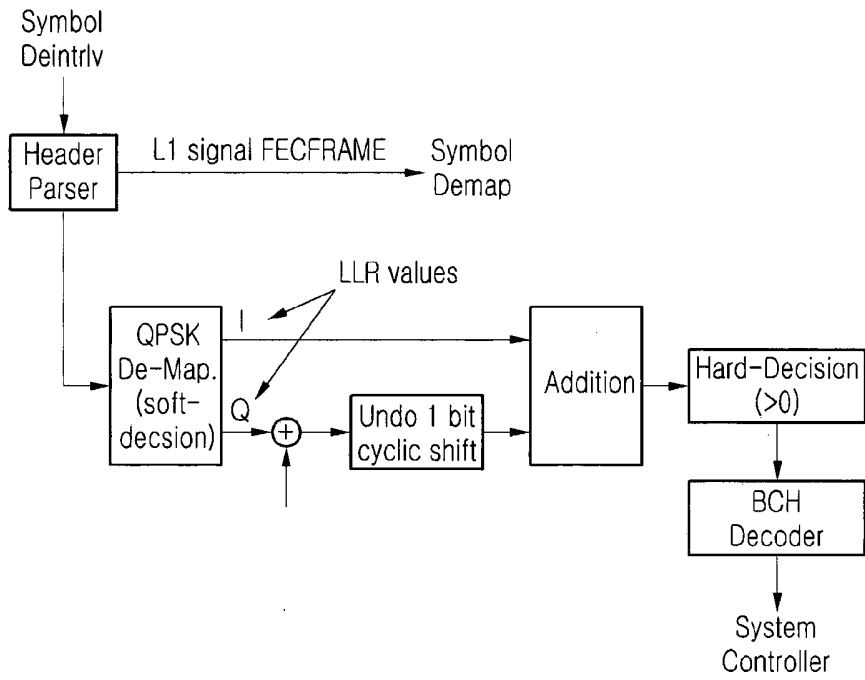 Symbol
Deintrlv
Header
Parser
L1 signal FECFRAME
Symbol
Demap
LLR values
QPSK
De-Map.
(soft-
decsion)
I
Q
+
Undo 1 bit
cyclic shift
Addition
Hard-Decision
(>0)
BCH
Decoder
System
Controller